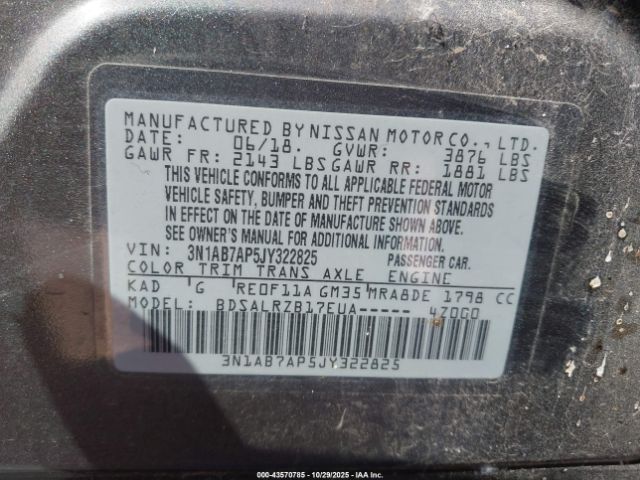 MANUFACTURED BY NISSAN MOTOR CO., LTD.
DATE: 06/18. GVWR: 3876 LBS
GAWR FR: 2143 LBS GAWR RR: 1881 LBS
THIS VEHICLE CONFORMS TO ALL APPLICABLE FEDERAL MOTOR
VEHICLE SAFETY, BUMPER AND THEFT PREVENTION STANDARDS
IN EFFECT ON THE DATE OF MANUFACTURE SHOWN ABOVE.
SEE OWNER'S MANUAL FOR ADDITIONAL INFORMATION.
VIN: 3N1AB7AP5JY322825 PASSENGER CAR.
COLOR TRIM TRANS AXLE ENGINE
KAD G RE0F11A GM35 MRA8DE 1798 CC
MODEL: BDSALRZB17EUA----- 4Z0G0
3N1AB7AP5JY322825
© - 43570785 - 10/29/2025 - IAA Inc.